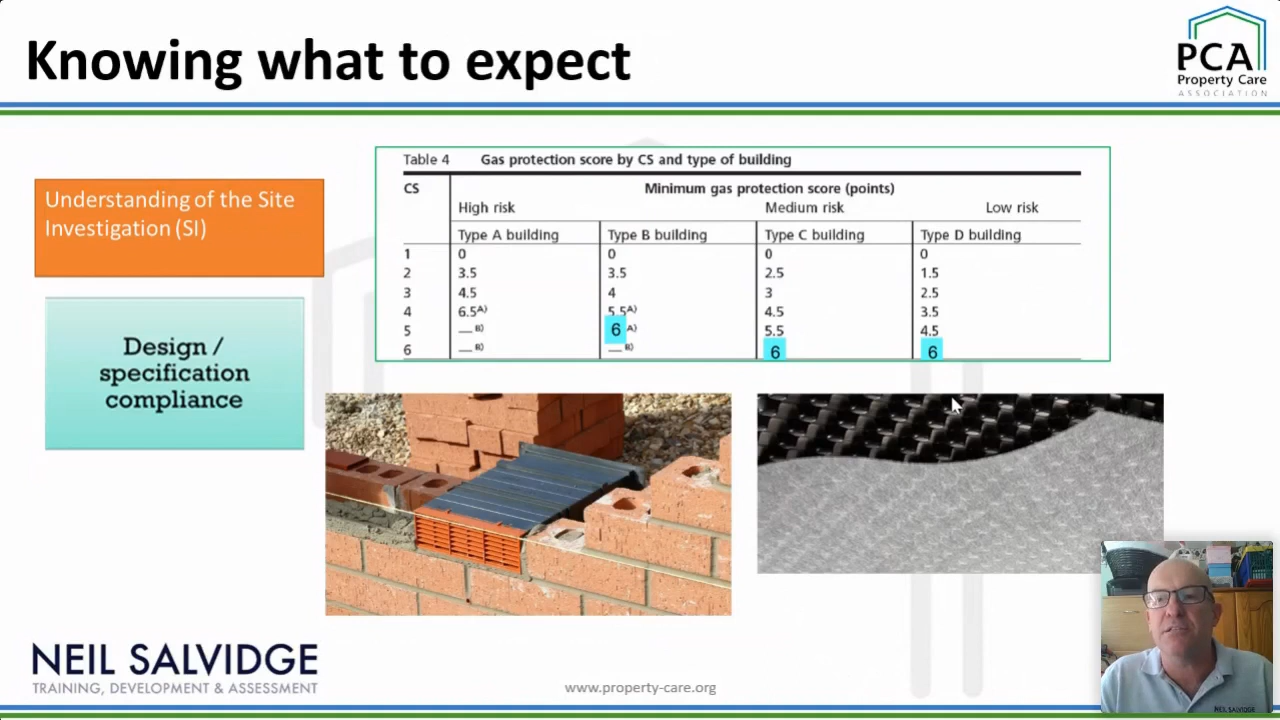 Knowing what to expect
PCA
Property Care
ASSOCIATION
Understanding of the Site
Investigation (SI)
Design /
specification
compliance
Table 4 Gas protection score by CS and type of building
CS Minimum gas protection score (points)
High risk Medium risk Low risk
Type A building Type B building Type C building Type D building
1 0 0 0 0
2 3.5 3.5 2.5 1.5
3 4.5 4 3 2.5
4 6.5A) 5.5A) 4.5 3.5
5 —B) 6 A) 5.5 4.5
6 —B) —B) 6 6
NEIL SALVIDGE
TRAINING, DEVELOPMENT & ASSESSMENT
www.property-care.org
NEIL SALVIDGE